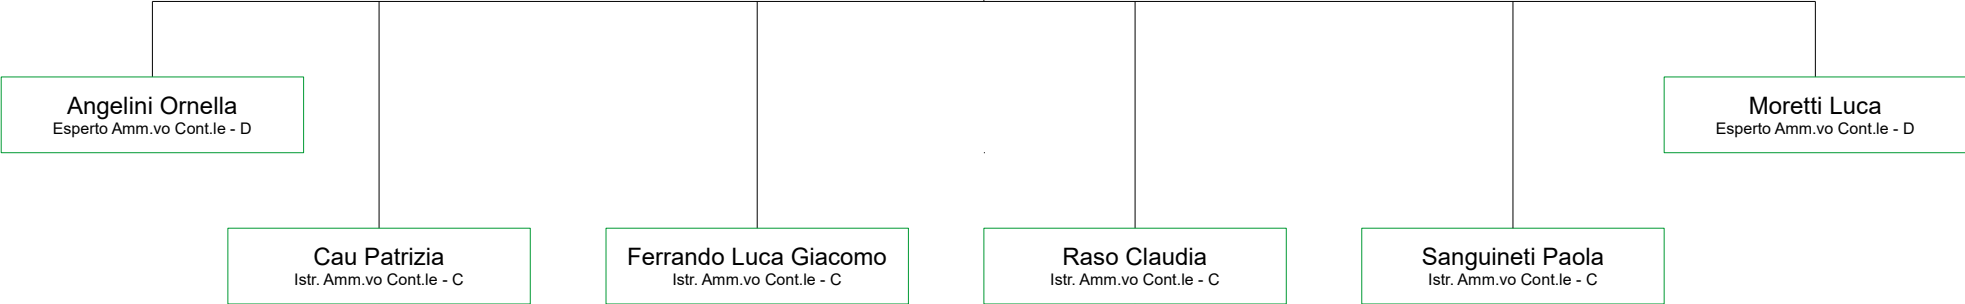 Angelini Ornella
Esperto Amm.vo Cont.le - D
Moretti Luca
Esperto Amm.vo Cont.le - D
Cau Patrizia
Istr. Amm.vo Cont.le - C
Ferrando Luca Giacomo
Istr. Amm.vo Cont.le - C
Raso Claudia
Istr. Amm.vo Cont.le - C
Sanguineti Paola
Istr. Amm.vo Cont.le - C